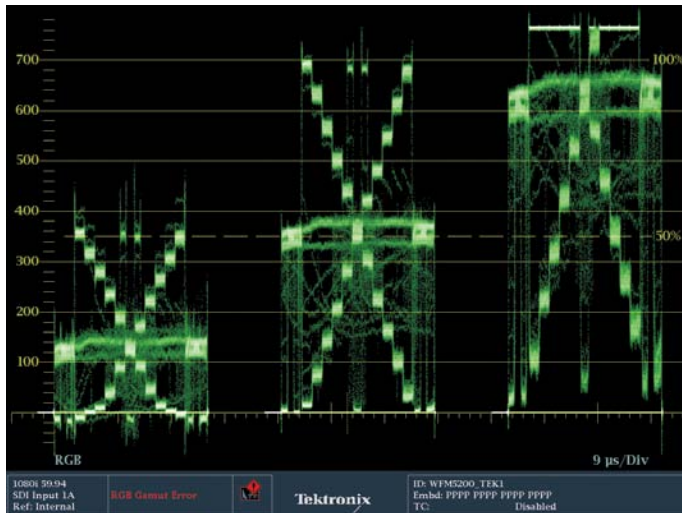 700
100%
600
500
400
50%
300
200
100
RGB
9 µs/Div
1080i 59.94
SDI Input 1A
Ref: Internal
RGB Gamut Error
Tektronix
ID: WFM5200_TEK1
Embd: PPPP PPPP PPPP PPPP
TC: Disabled